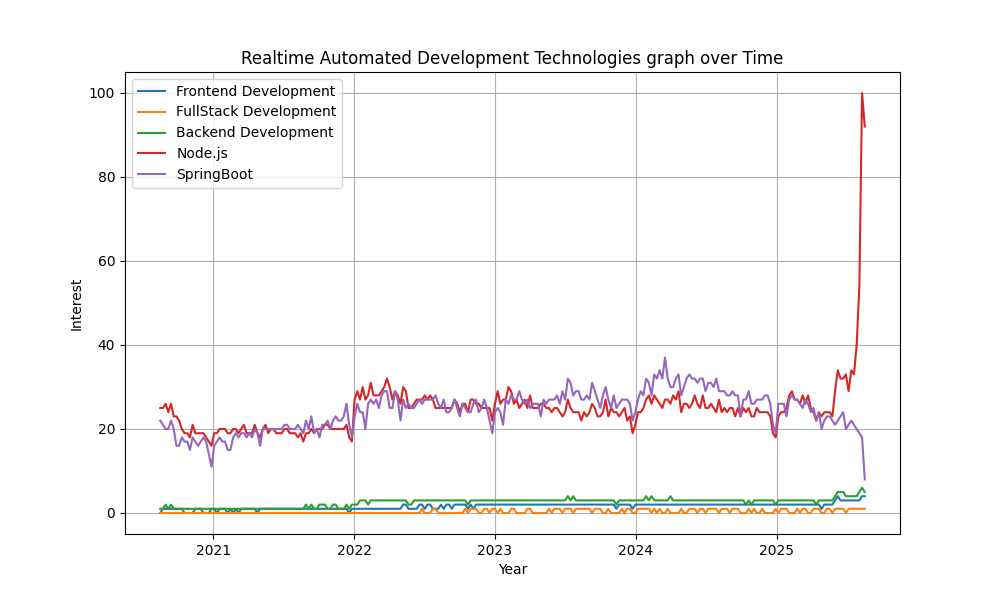 Realtime Automated Development Technologies graph over Time
Frontend Development
FullStack Development
Backend Development
Node.js
SpringBoot
100
80
60
40
20
0
Interest
2021
2022
2023
2024
2025
Year